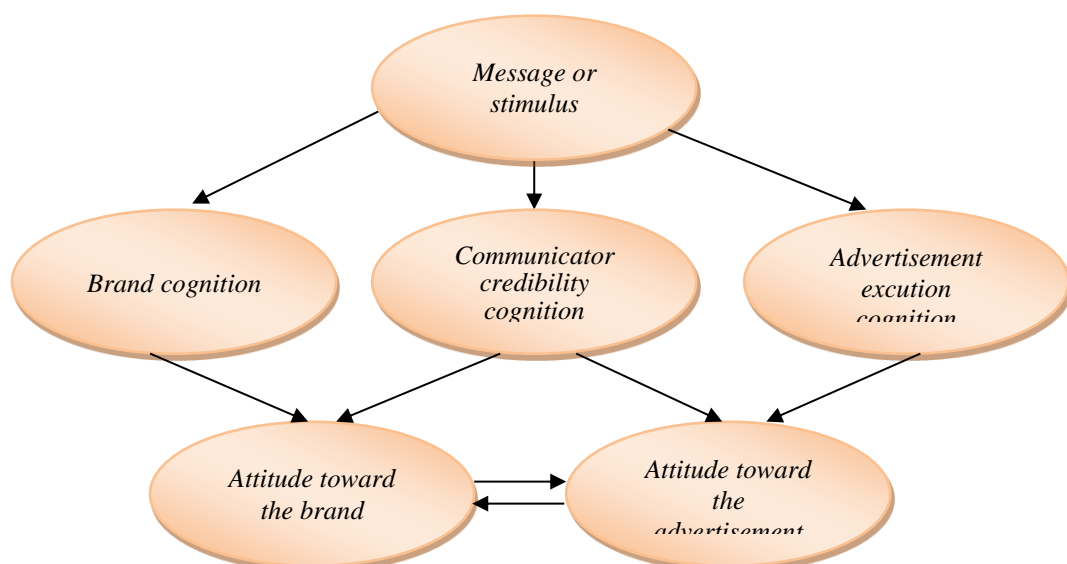 Message or
stimulus
Brand cognition
Communicator
credibility
cognition
Advertisement
excution
cognition
Attitude toward
the brand
Attitude toward
the
advertisement